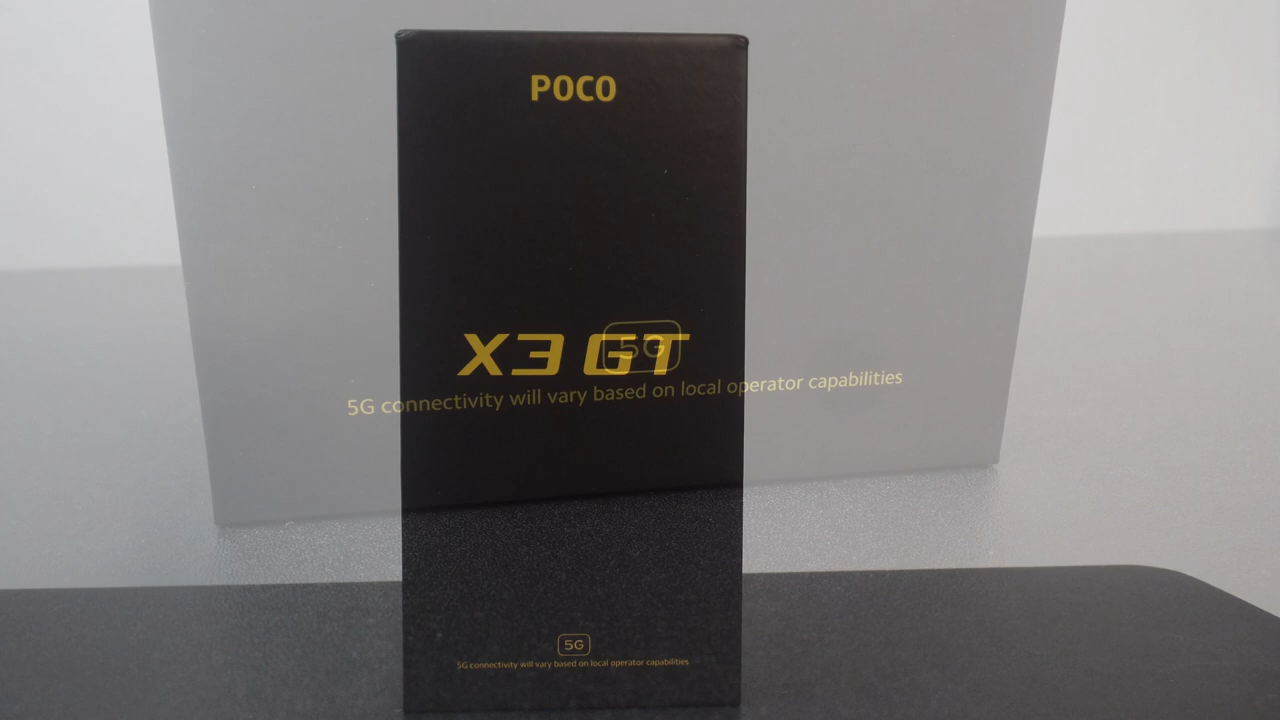 POCO
X3 GT
5G
5G connectivity will vary based on local operator capabilities
5G
5G connectivity will vary based on local operator capabilities